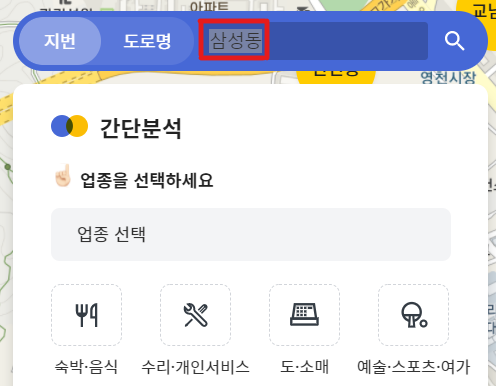 아파트
지번 도로명 삼성동
영천시장
간단분석
업종을 선택하세요
업종 선택
숙박·음식 수리·개인서비스 도·소매 예술·스포츠·여가